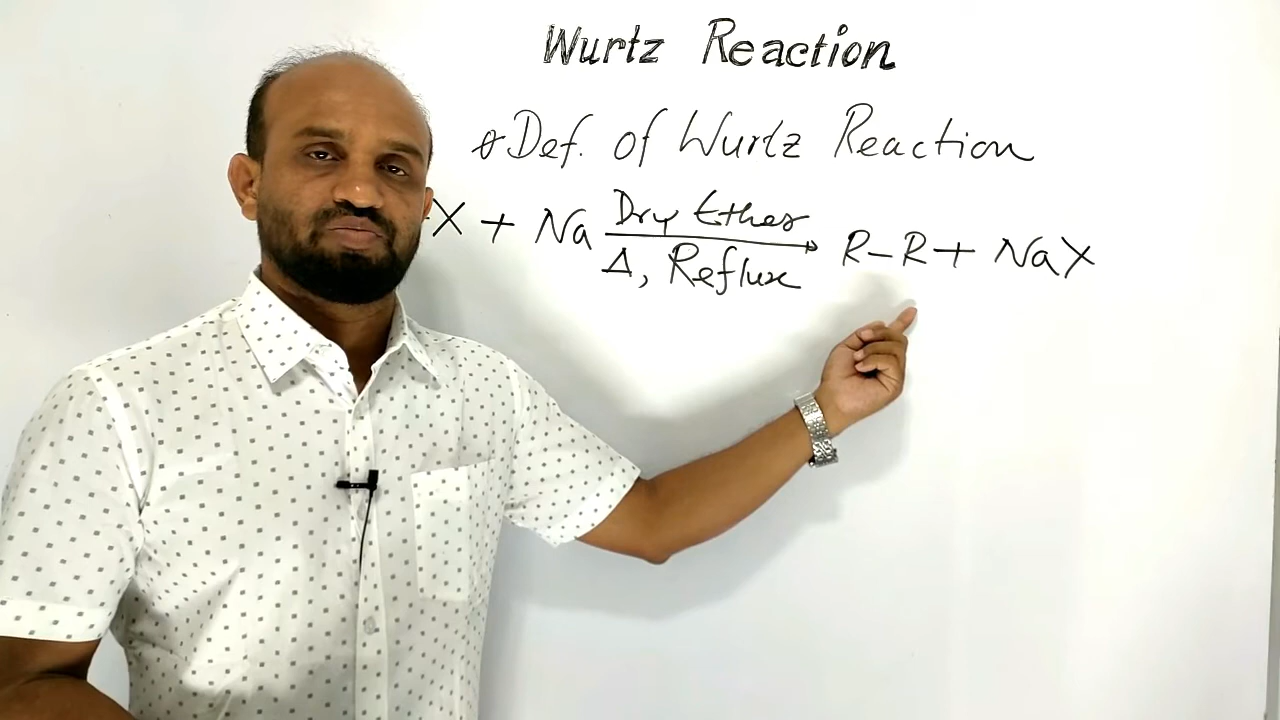 Wurtz Reaction
* Def. of Wurtz Reaction
-X + Na Dry Ether R-R + NaX
Δ, Reflux